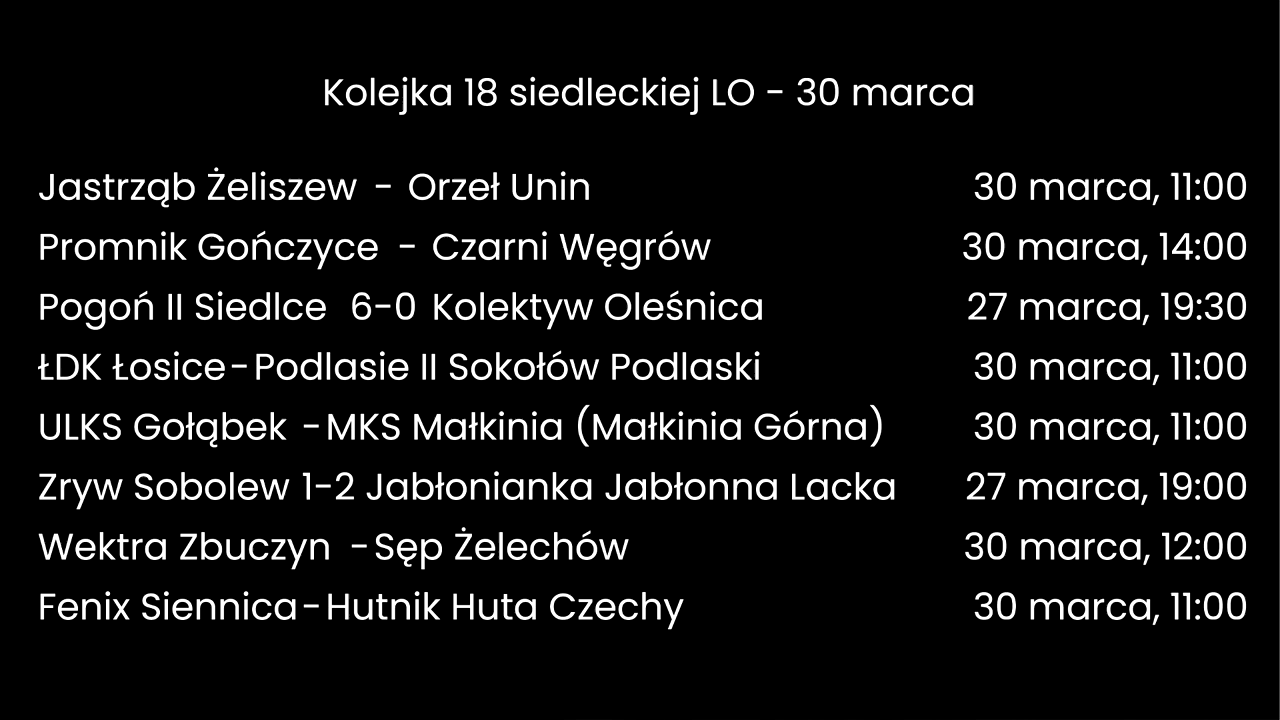 Kolejka 18 siedleckiej LO - 30 marca
Jastrząb Żeliszew - Orzeł Unin 30 marca, 11:00
Promnik Gończyce - Czarni Węgrów 30 marca, 14:00
Pogoń II Siedlce 6-0 Kolektyw Oleśnica 27 marca, 19:30
ŁDK Łosice - Podlasie II Sokołów Podlaski 30 marca, 11:00
ULKS Gołąbek - MKS Małkinia (Małkinia Górna) 30 marca, 11:00
Zryw Sobolew 1-2 Jabłonianka Jabłonna Lacka 27 marca, 19:00
Wektra Zbuczyn - Sęp Żelechów 30 marca, 12:00
Fenix Siennica - Hutnik Huta Czechy 30 marca, 11:00